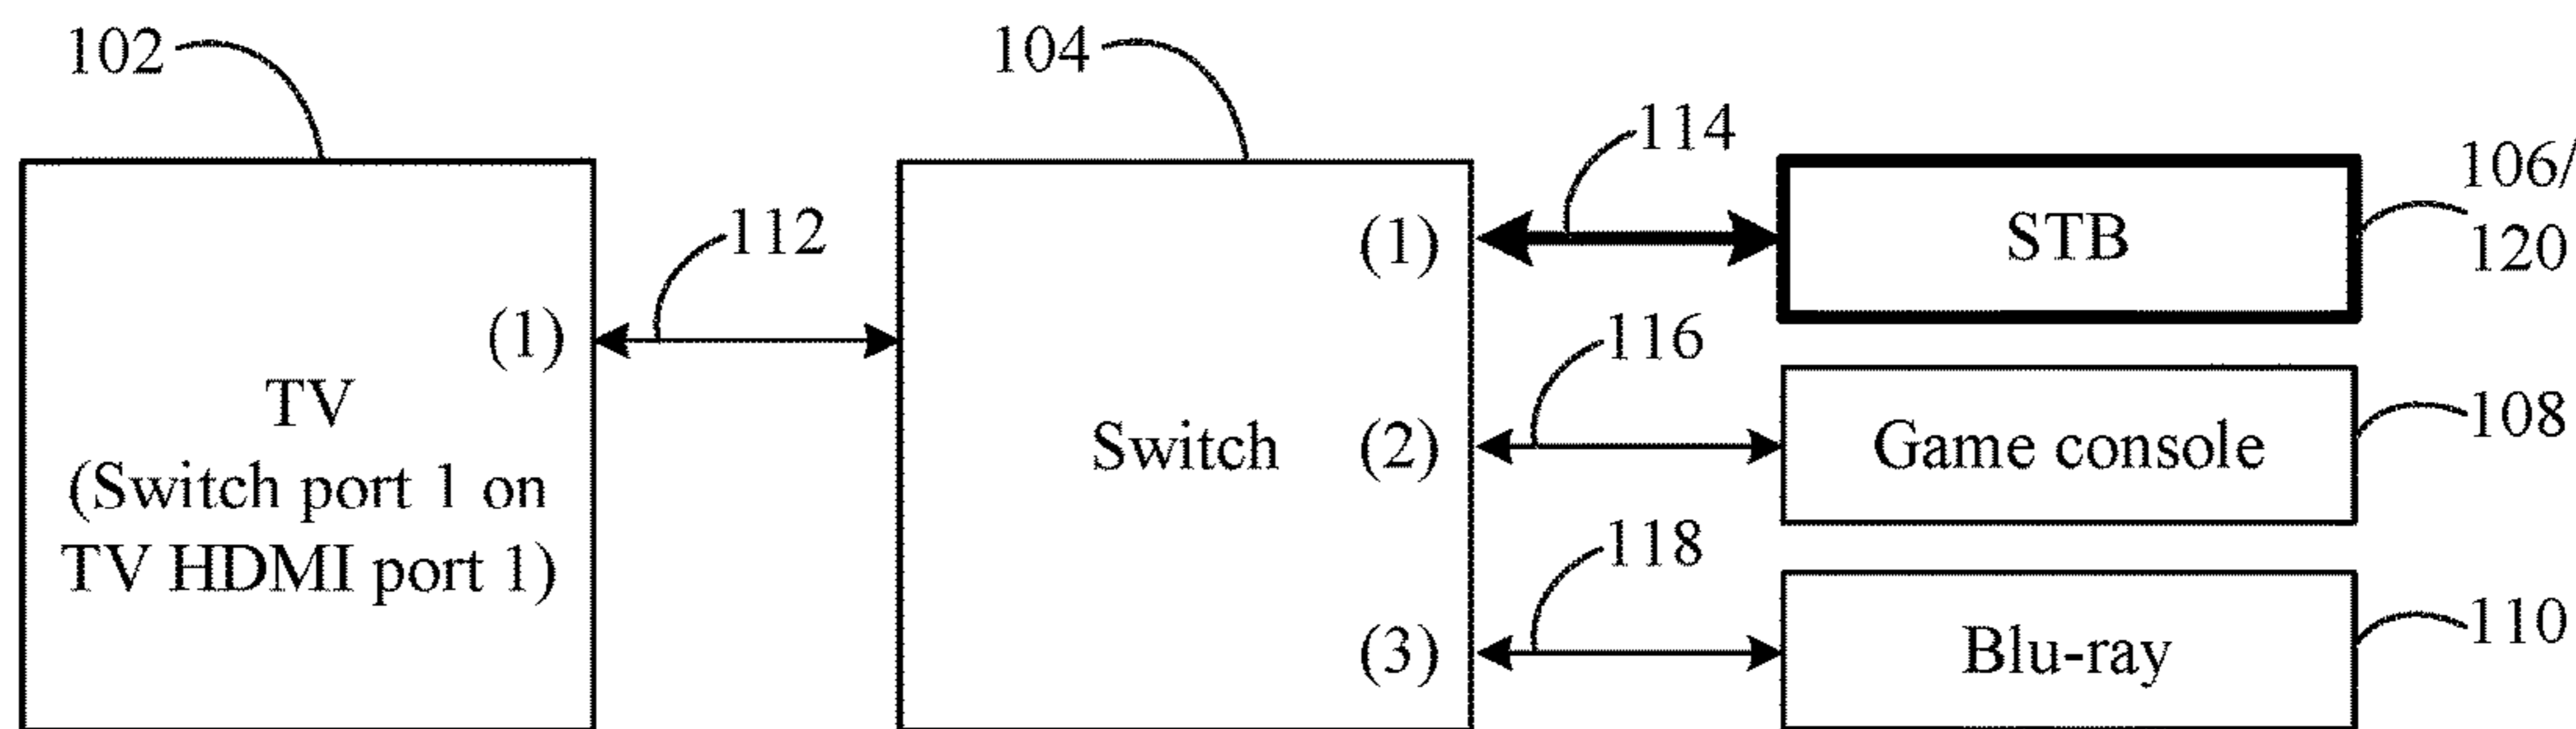 102
104
114
106/
120
112
(1)
STB
(1)
116
TV
(Switch port 1 on
TV HDMI port 1)
Switch
(2)
Game console
108
118
(3)
Blu-ray
110